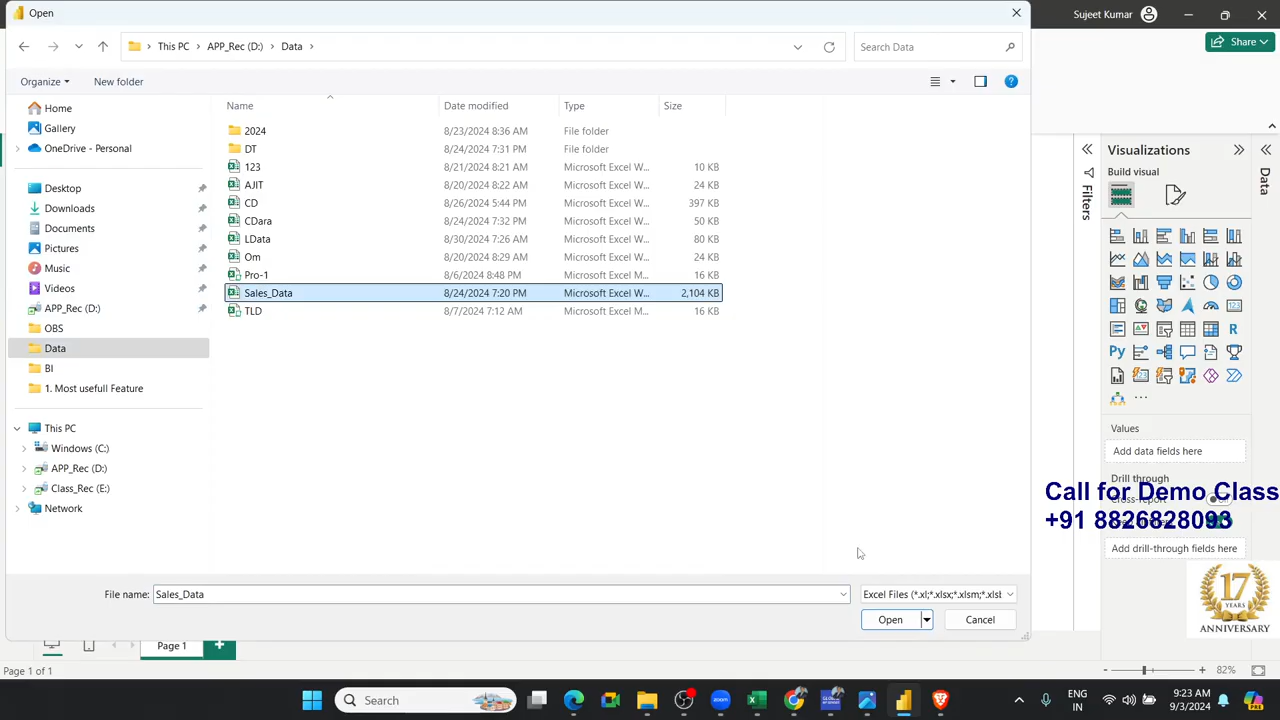 Open
Sujeet Kumar
This PC
APP_Rec (D:)
Data
Search Data
Share
Organize
New folder
Name
Date modified
Type
Size
Home
Gallery
OneDrive - Personal
Desktop
Downloads
Documents
Pictures
Music
Videos
APP_Rec (D:)
OBS
Data
BI
1. Most usefull Feature
This PC
Windows (C:)
APP_Rec (D:)
Class_Rec (E:)
Network
2024 8/23/2024 8:36 AM File folder
DT 8/24/2024 7:31 PM File folder
123 8/21/2024 8:21 AM Microsoft Excel W... 10 KB
AJIT 8/20/2024 8:22 AM Microsoft Excel W... 24 KB
CD 8/26/2024 5:44 PM Microsoft Excel W... 397 KB
CDara 8/24/2024 7:32 PM Microsoft Excel W... 50 KB
LData 8/30/2024 7:26 AM Microsoft Excel W... 80 KB
Om 8/20/2024 8:29 AM Microsoft Excel W... 24 KB
Pro-1 8/6/2024 8:48 PM Microsoft Excel M... 16 KB
Sales_Data 8/24/2024 7:20 PM Microsoft Excel W... 2,104 KB
TLD 8/7/2024 7:12 AM Microsoft Excel M... 16 KB
File name:
Sales_Data
Excel Files (*.xl;*.xlsx;*.xlsm;*.xlsb
Open
Cancel
Filters
Visualizations
Build visual
Data
R
Py
123
Values
Add data fields here
Drill through
Cross-report
Call for Demo Class
+91 8826828093
Add drill-through fields here
17
YEARS
ANNIVERSARY
Page 1
Page 1 of 1
82%
Search
zoom
ENG
IN
9:23 AM
9/3/2024